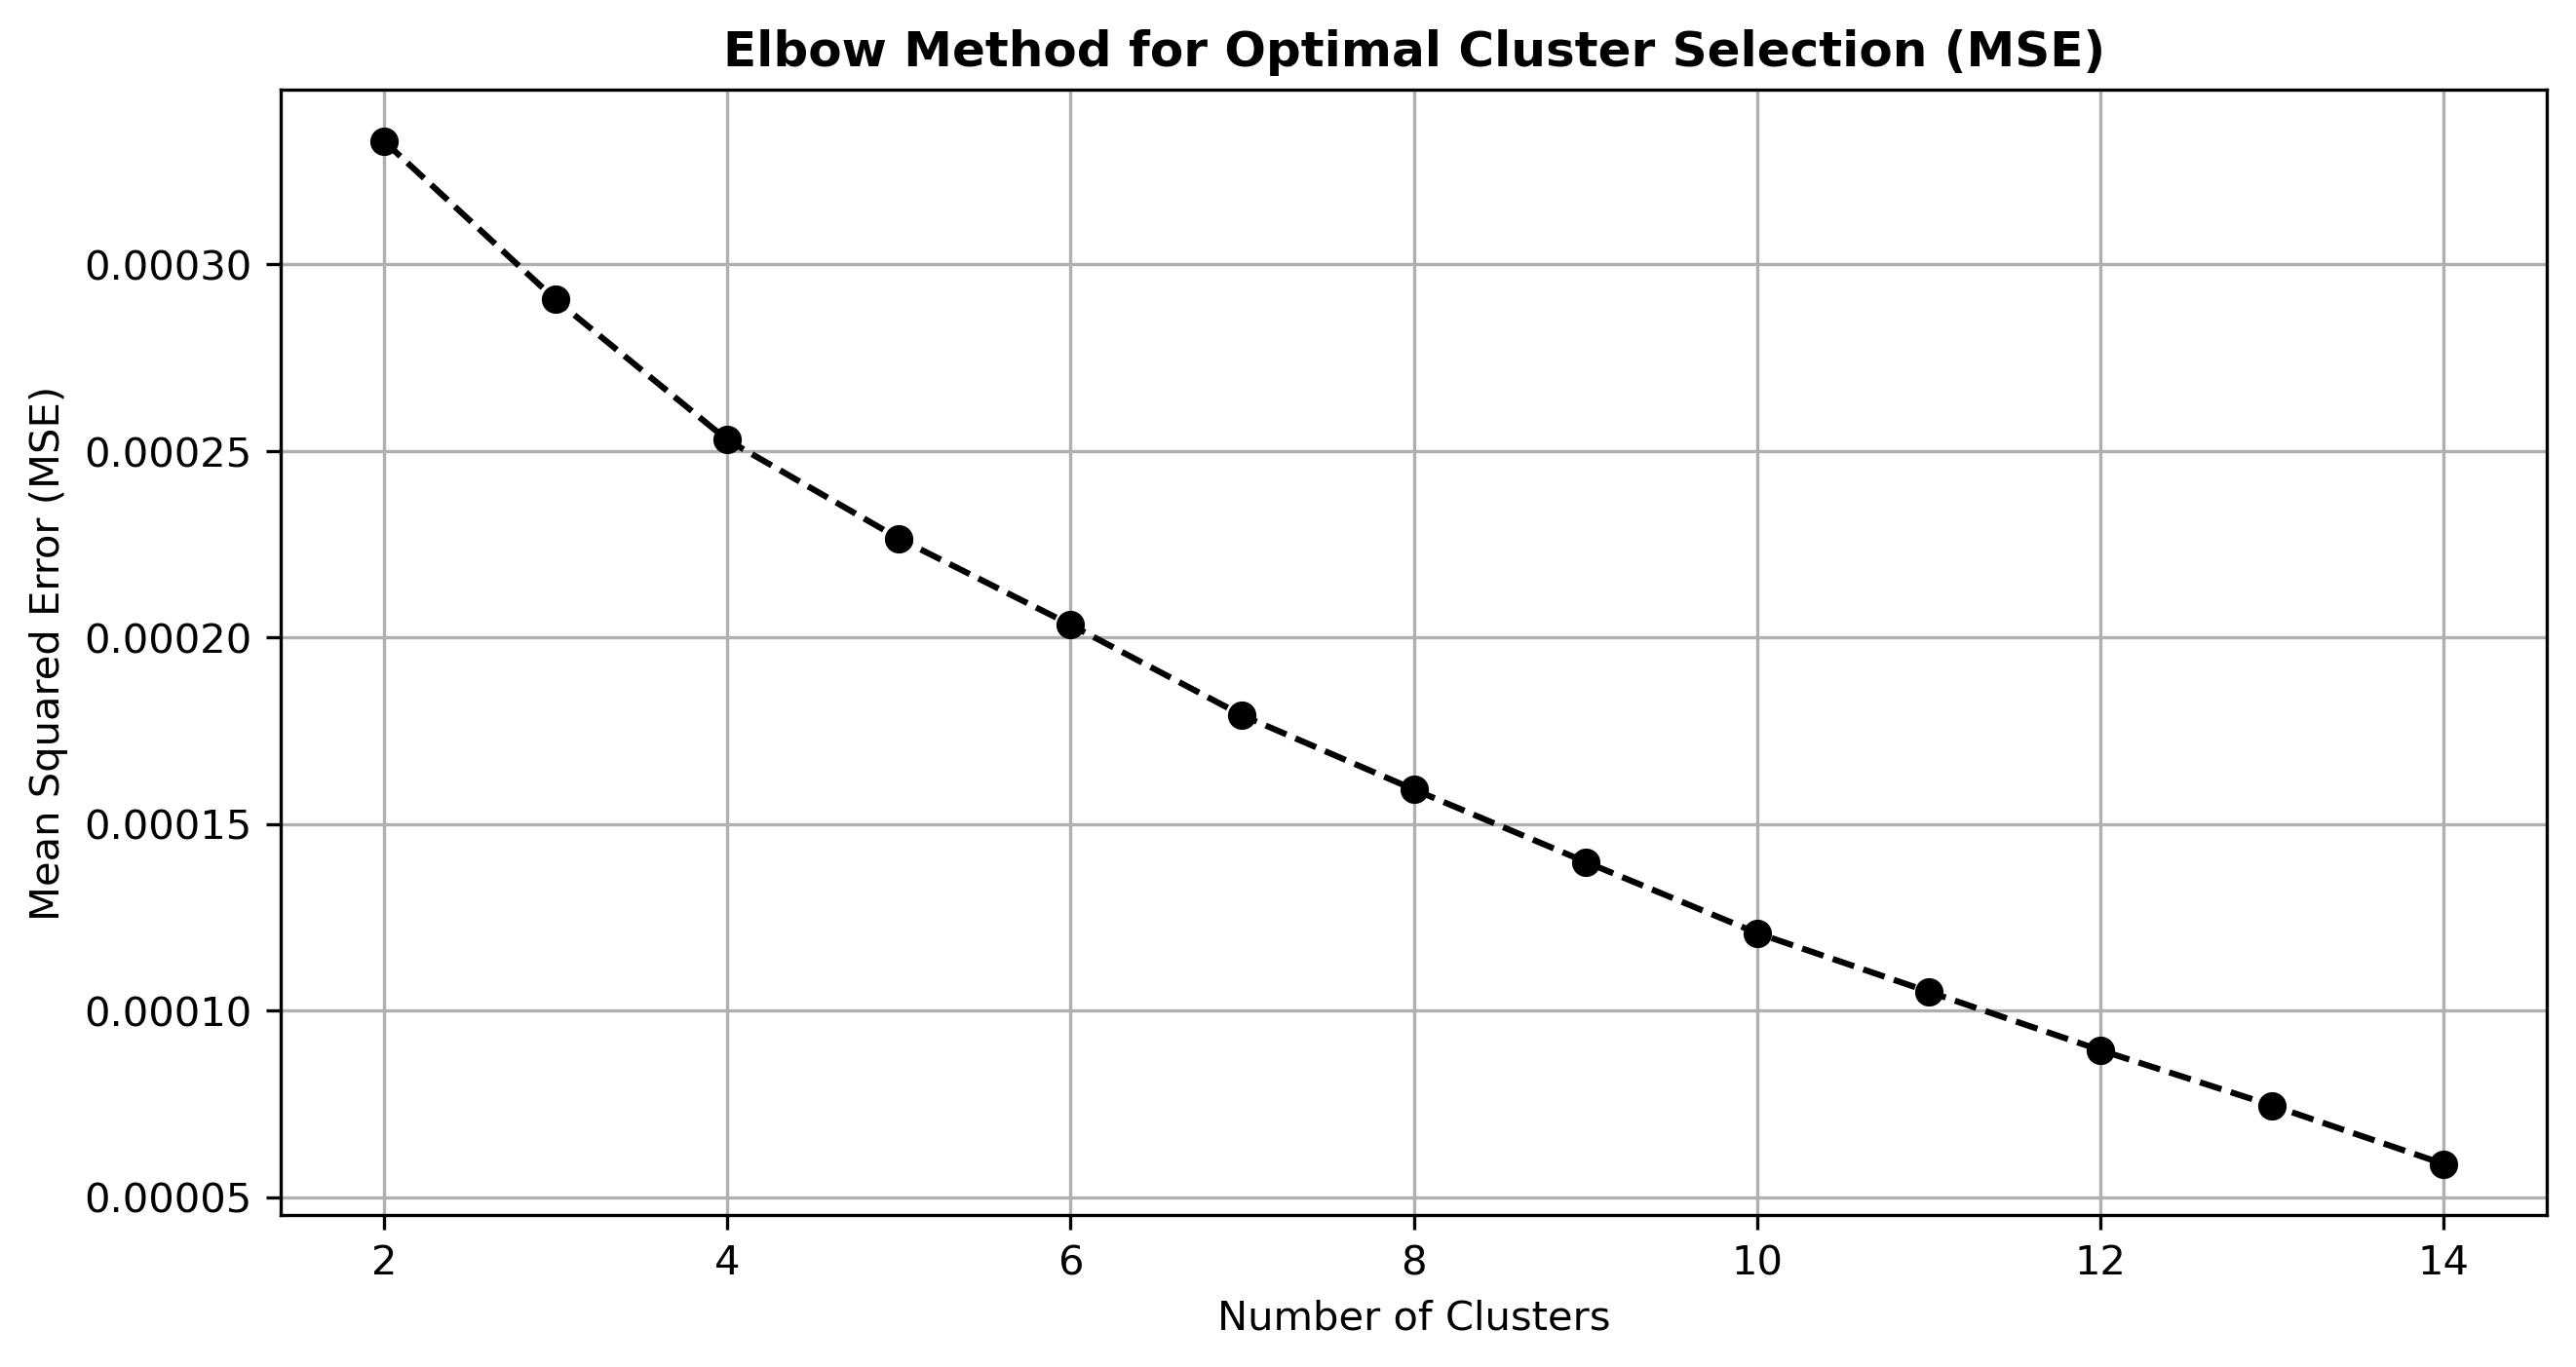 Elbow Method for Optimal Cluster Selection (MSE)
Mean Squared Error (MSE)
0.00030
0.00025
0.00020
0.00015
0.00010
0.00005
2 4 6 8 10 12 14
Number of Clusters